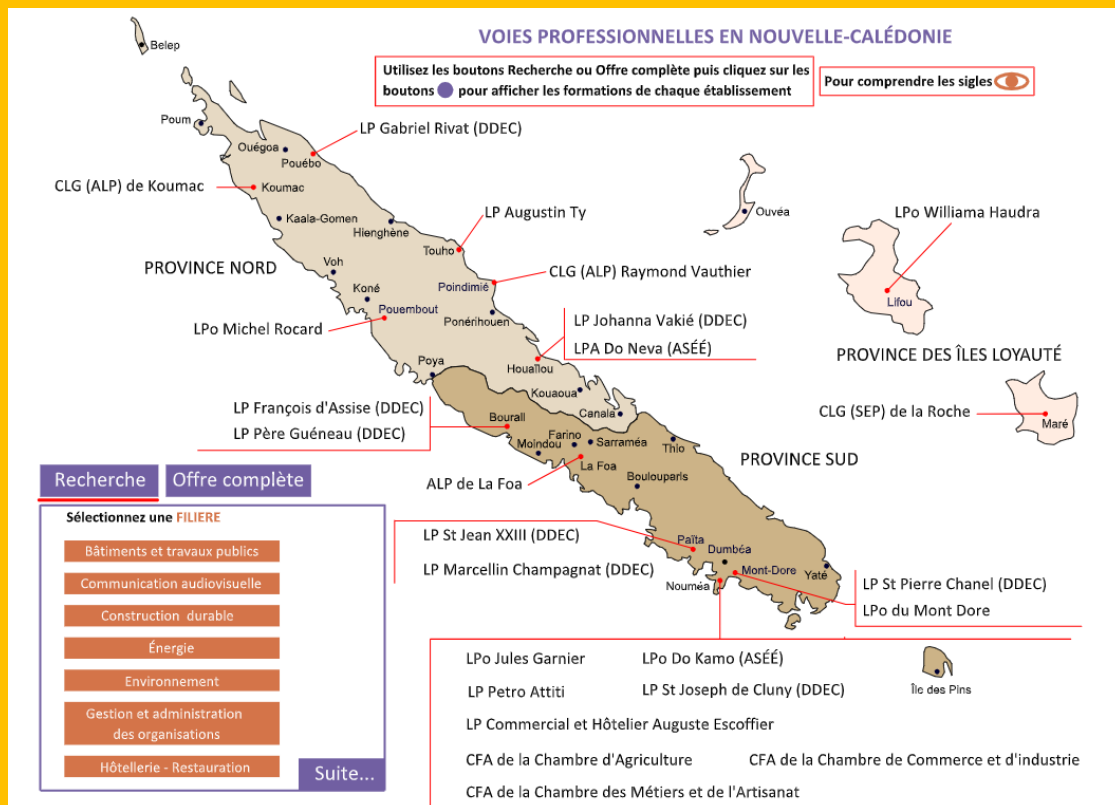 VOIES PROFESSIONNELLES EN NOUVELLE-CALÉDONIE
Utilisez les boutons Recherche ou Offre complète puis cliquez sur les
boutons pour afficher les formations de chaque établissement
Pour comprendre les sigles
Belep
Poum
LP Gabriel Rivat (DDEC)
Ouégoa
Pouébo
CLG (ALP) de Koumac
Koumac
Kaala-Gomen
Hienghène
LP Augustin Ty
Touho
Ouvéa
LPo Williama Haudra
Lifou
PROVINCE NORD
Voh
CLG (ALP) Raymond Vauthier
Poindimié
Koné
Pouembout
Ponérihouen
LPo Michel Rocard
LP Johanna Vakié (DDEC)
LPA Do Neva (ASÉÉ)
Houaïlou
PROVINCE DES ÎLES LOYAUTÉ
Poya
Kouaoua
Canala
LP François d'Assise (DDEC)
LP Père Guéneau (DDEC)
Bourail
CLG (SEP) de la Roche
Maré
Farino
Sarraméa
Moindou
Thio
La Foa
PROVINCE SUD
ALP de La Foa
Boulouparis
Recherche
Offre complète
Sélectionnez une FILIERE
Bâtiments et travaux publics
Communication audiovisuelle
Construction durable
Énergie
Environnement
Gestion et administration
des organisations
Hôtellerie - Restauration
Suite...
LP St Jean XXIII (DDEC)
LP Marcellin Champagnat (DDEC)
Païta
Dumbéa
Mont-Dore
Nouméa
Yaté
LP St Pierre Chanel (DDEC)
LPo du Mont Dore
LPo Jules Garnier
LPo Do Kamo (ASÉÉ)
LP Petro Attiti
LP St Joseph de Cluny (DDEC)
Île des Pins
LP Commercial et Hôtelier Auguste Escoffier
CFA de la Chambre d'Agriculture
CFA de la Chambre de Commerce et d'industrie
CFA de la Chambre des Métiers et de l'Artisanat